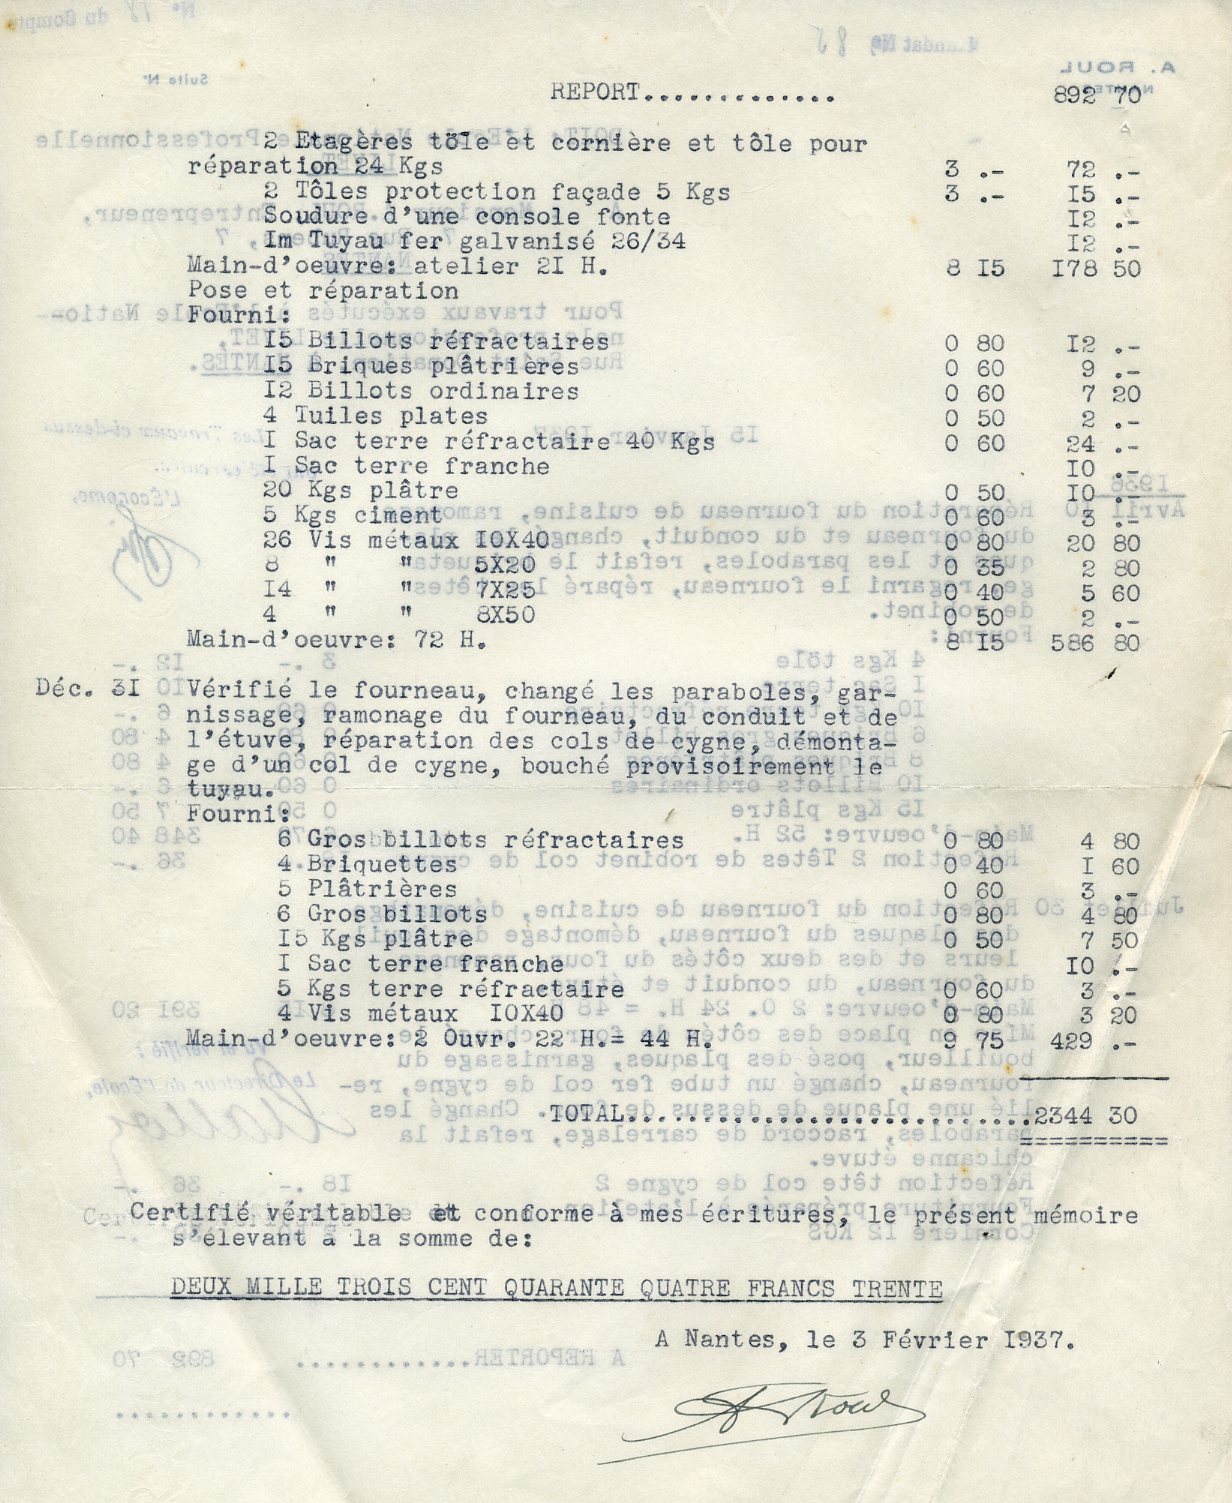 REPORT............. 892 70
2 Etagères tôle et cornière et tôle pour
réparation 24 Kgs 3 .- 72 .-
2 Tôles protection façade 5 Kgs 3 .- I5 .-
Soudure d'une console fonte I2 .-
Im Tuyau fer galvanisé 26/34 I2 .-
Main-d'oeuvre: atelier 2I H. 8 I5 I78 50
Pose et réparation
Fourni:
I5 Billots réfractaires 0 80 I2 .-
I5 Briques plâtrières 0 60 9 .-
I2 Billots ordinaires 0 60 7 20
4 Tuiles plates 0 50 2 .-
I Sac terre réfractaire 40 Kgs 0 60 24 .-
I Sac terre franche I0 .-
20 Kgs plâtre 0 50 I0 .-
5 Kgs ciment 0 60 3 .-
26 Vis métaux I0X40 0 80 20 80
8 " " 5X20 0 35 2 80
I4 " " 7X25 0 40 5 60
4 " " 8X50 0 50 2 .-
Main-d'oeuvre: 72 H. 8 I5 586 80
Déc. 3I Vérifié le fourneau, changé les paraboles, gar-
nissage, ramonage du fourneau, du conduit et de
l'étuve, réparation des cols de cygne, démonta-
ge d'un col de cygne, bouché provisoirement le
tuyau.
Fourni:
6 Gros billots réfractaires 0 80 4 80
4 Briquettes 0 40 I 60
5 Plâtrières 0 60 3 .-
6 Gros billots 0 80 4 80
I5 Kgs plâtre 0 50 7 50
I Sac terre franche I0 .-
5 Kgs terre réfractaire 0 60 3 .-
4 Vis métaux I0X40 0 80 3 20
Main-d'oeuvre: 2 Ouvr. 22 H.= 44 H. 9 75 429 .-
TOTAL...........................2344 30
==========
Certifié véritable et conforme à mes écritures, le présent mémoire
s'élevant à la somme de:
DEUX MILLE TROIS CENT QUARANTE QUATRE FRANCS TRENTE
A Nantes, le 3 Février I937.
A Roul